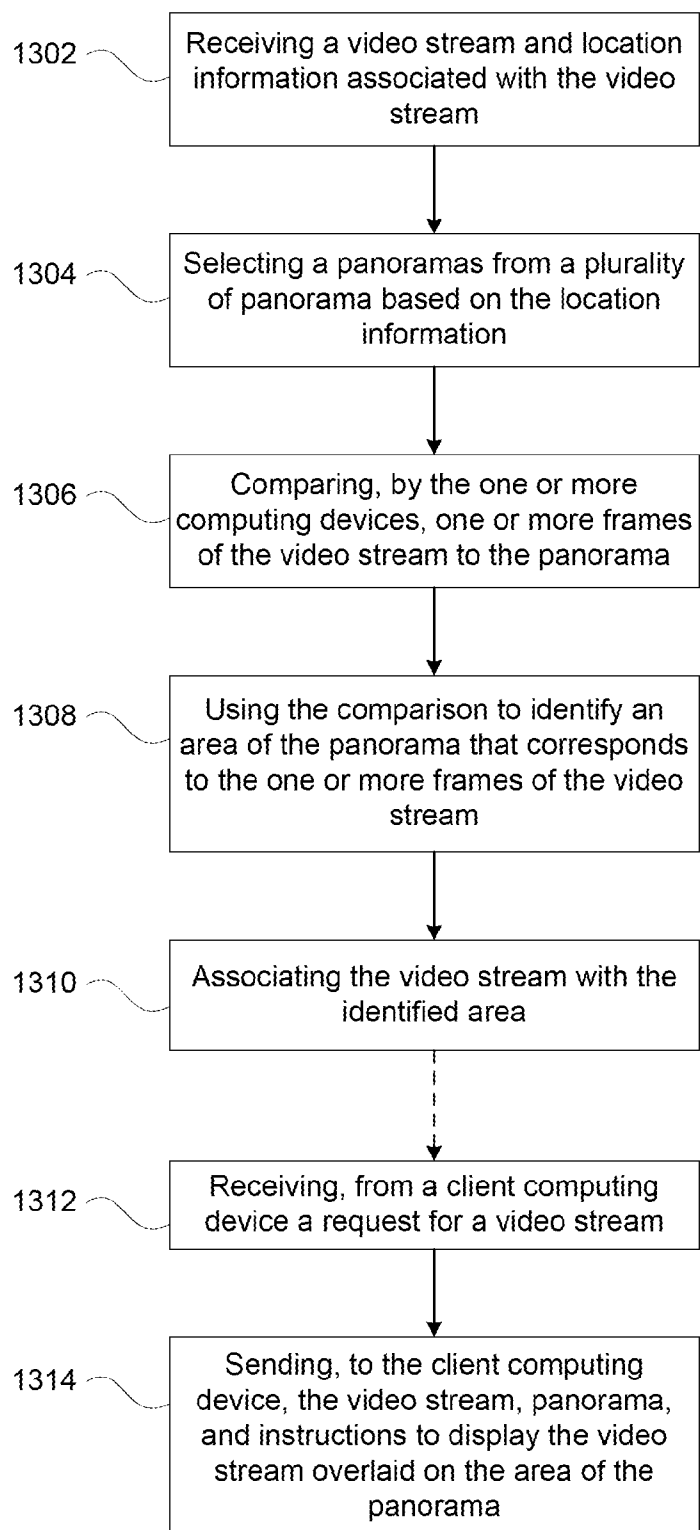 1302
Receiving a video stream and location
information associated with the video
stream
1304
Selecting a panoramas from a plurality
of panorama based on the location
information
1306
Comparing, by the one or more
computing devices, one or more frames
of the video stream to the panorama
1308
Using the comparison to identify an
area of the panorama that corresponds
to the one or more frames of the video
stream
1310
Associating the video stream with the
identified area
1312
Receiving, from a client computing
device a request for a video stream
1314
Sending, to the client computing
device, the video stream, panorama,
and instructions to display the video
stream overlaid on the area of the
panorama